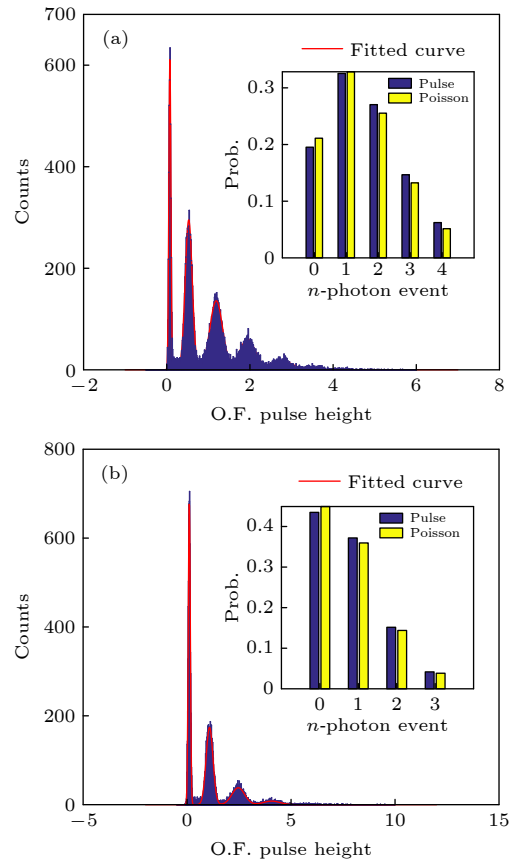 700
(a)
Fitted curve
600
400
200
0
Counts
−2
0
2
4
6
8
O.F. pulse height
0.3
0.2
0.1
0
Prob.
Pulse
Poisson
0 1 2 3 4
n-photon event
800
(b)
Fitted curve
600
400
200
0
Counts
−5
0
5
10
15
O.F. pulse height
0.4
0.3
0.2
0.1
0
Prob.
Pulse
Poisson
0 1 2 3
n-photon event